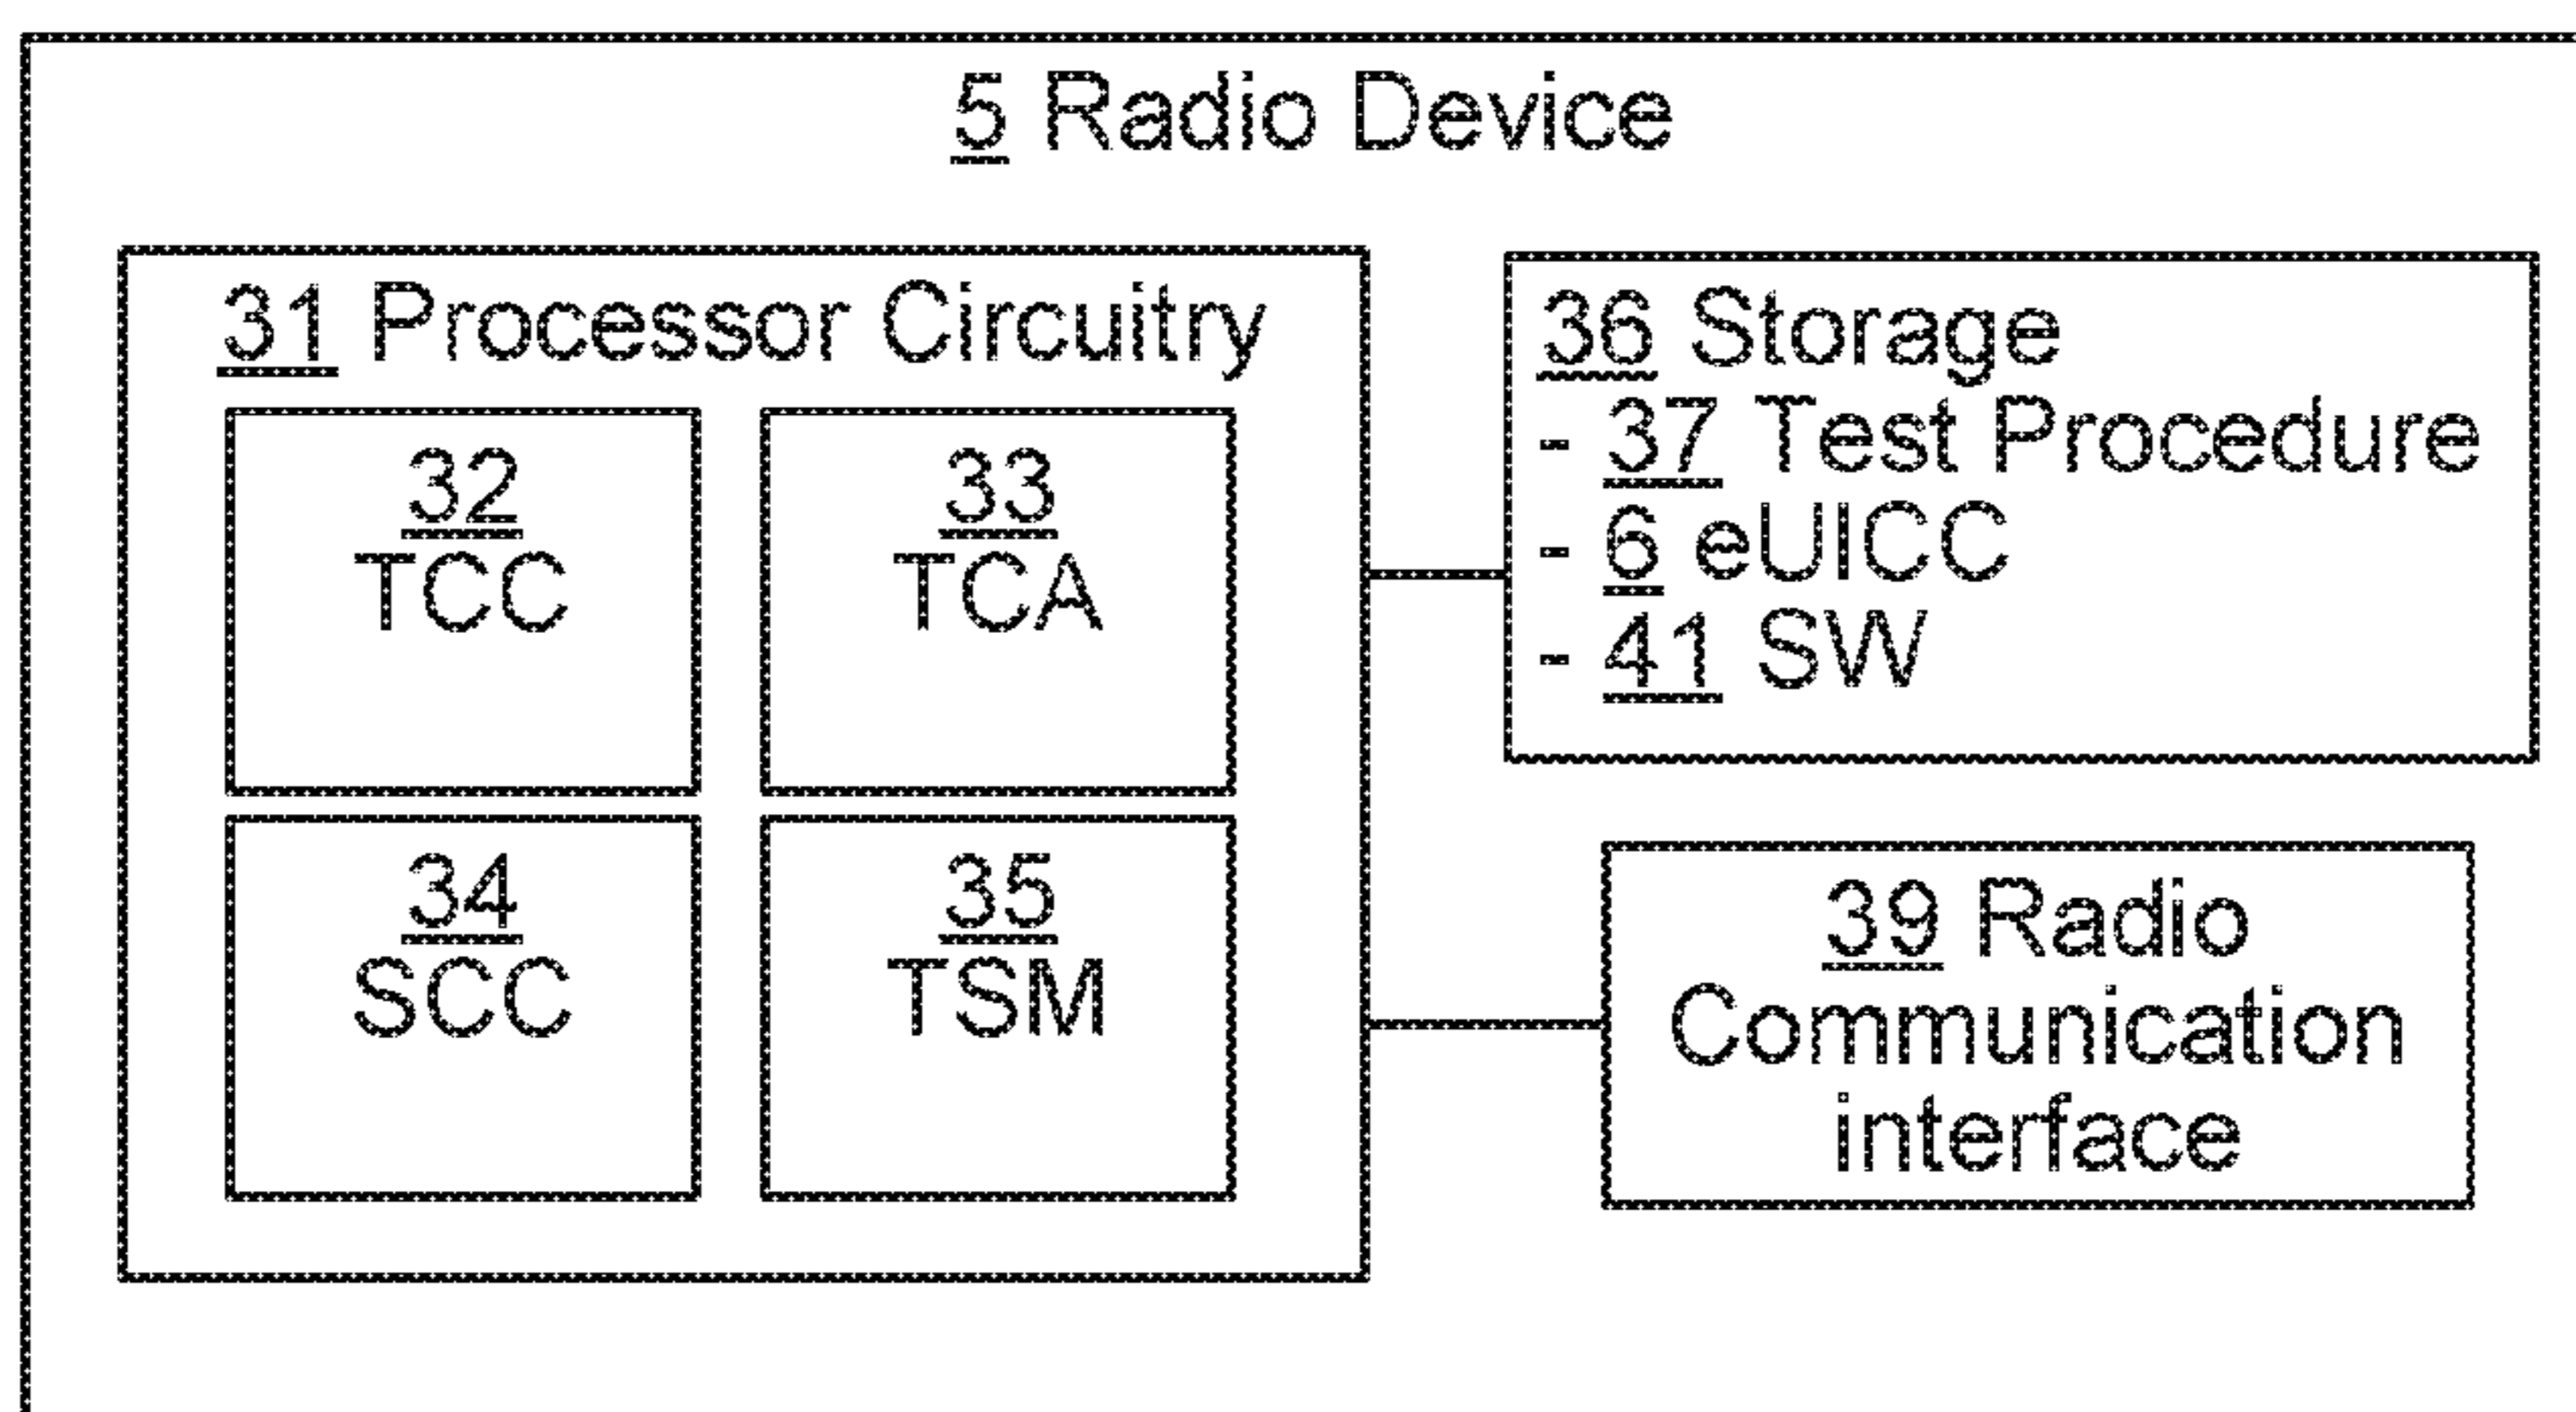 5 Radio Device
31 Processor Circuitry
32
TCC
33
TCA
34
SCC
35
TSM
36 Storage
- 37 Test Procedure
- 6 eUICC
- 41 SW
39 Radio
Communication
interface